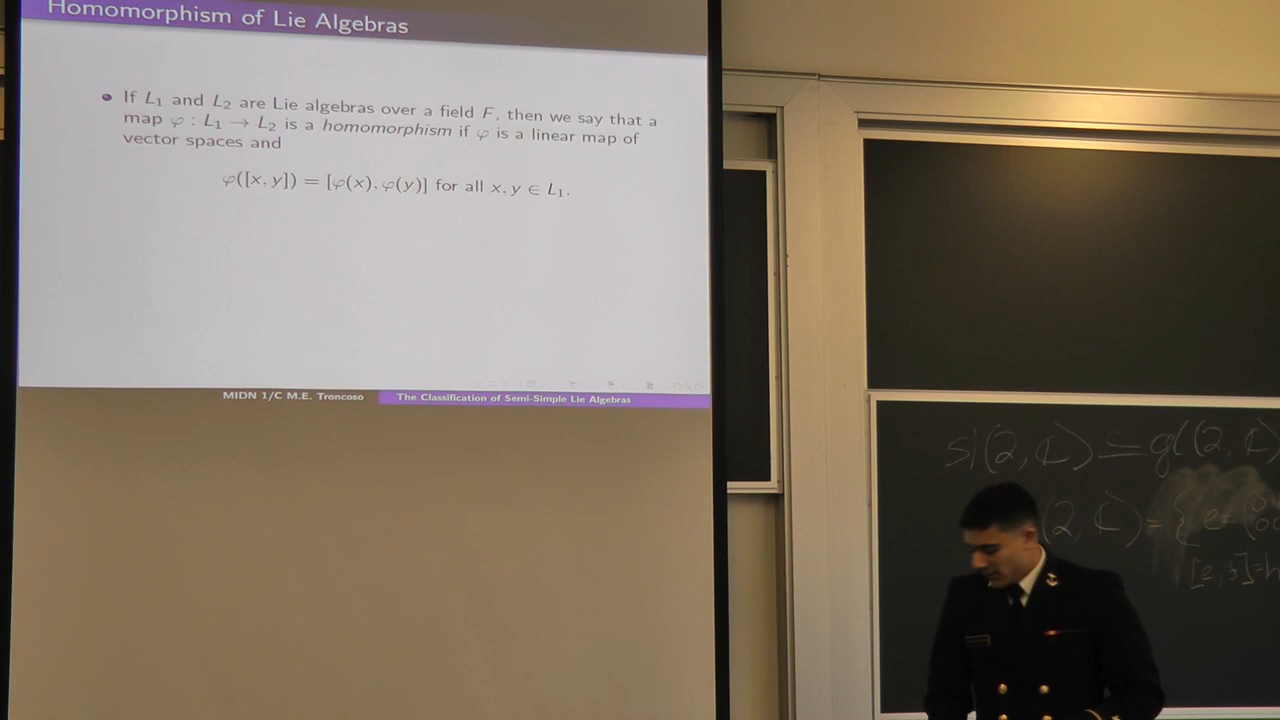 Homomorphism of Lie Algebras
If L₁ and L₂ are Lie algebras over a field F, then we say that a
map φ : L₁ → L₂ is a homomorphism if φ is a linear map of
vector spaces and
φ([x, y]) = [φ(x), φ(y)] for all x, y ∈ L₁.
MIDN 1/C M.E. Troncoso
The Classification of Semi-Simple Lie Algebras
sl(2, ℂ) ⊆ gl(2, ℂ)
(2, ℂ) = { e =
[e, f] = h